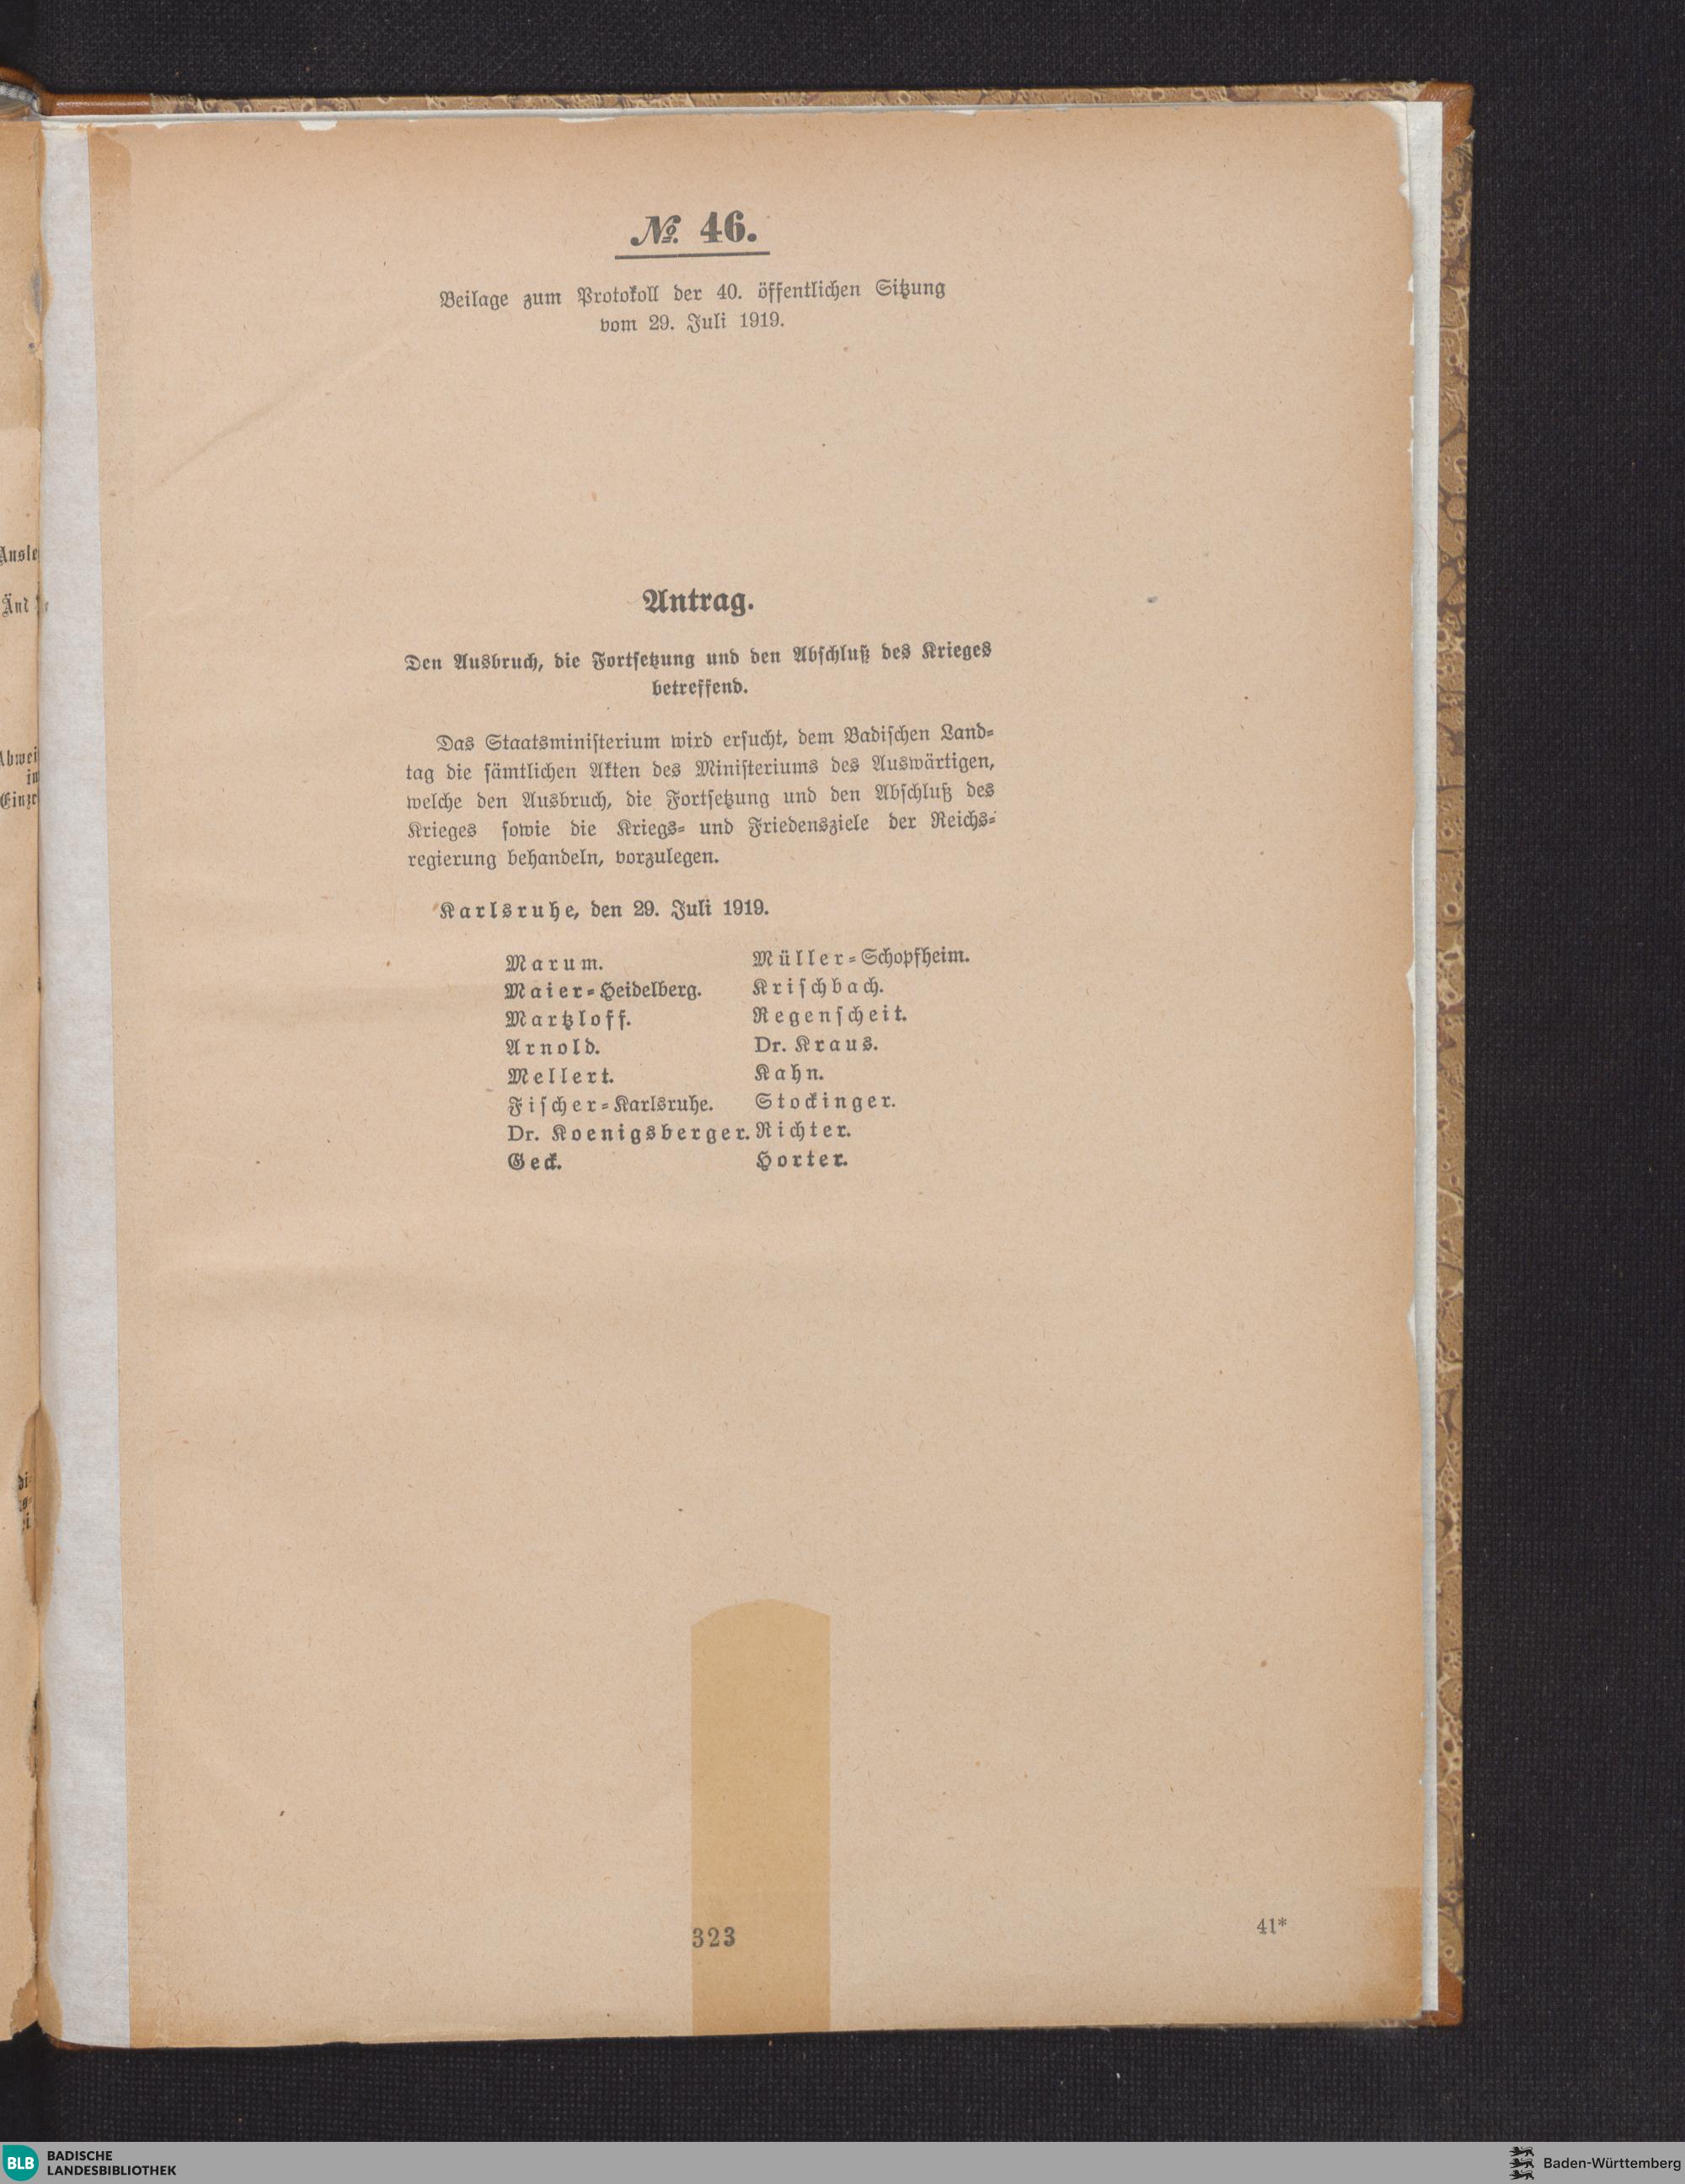 № 46.
Beilage zum Protokoll der 40. öffentlichen Sitzung
vom 29. Juli 1919.
Antrag.
Den Ausbruch, die Fortsetzung und den Abschluß des Krieges
betreffend.
Das Staatsministerium wird ersucht, dem Badischen Land-
tag die sämtlichen Akten des Ministeriums des Auswärtigen,
welche den Ausbruch, die Fortsetzung und den Abschluß des
Krieges sowie die Kriegs- und Friedensziele der Reichs-
regierung behandeln, vorzulegen.
Karlsruhe, den 29. Juli 1919.
Marum.
Maier-Heidelberg.
Martzloff.
Arnold.
Mellert.
Fischer-Karlsruhe.
Dr. Koenigsberger.
Geck.
Müller-Schopfheim.
Krischbach.
Regenscheit.
Dr. Kraus.
Kahn.
Stockinger.
Richter.
Horter.
323
41*
BLB BADISCHE
LANDESBIBLIOTHEK
Baden-Württemberg